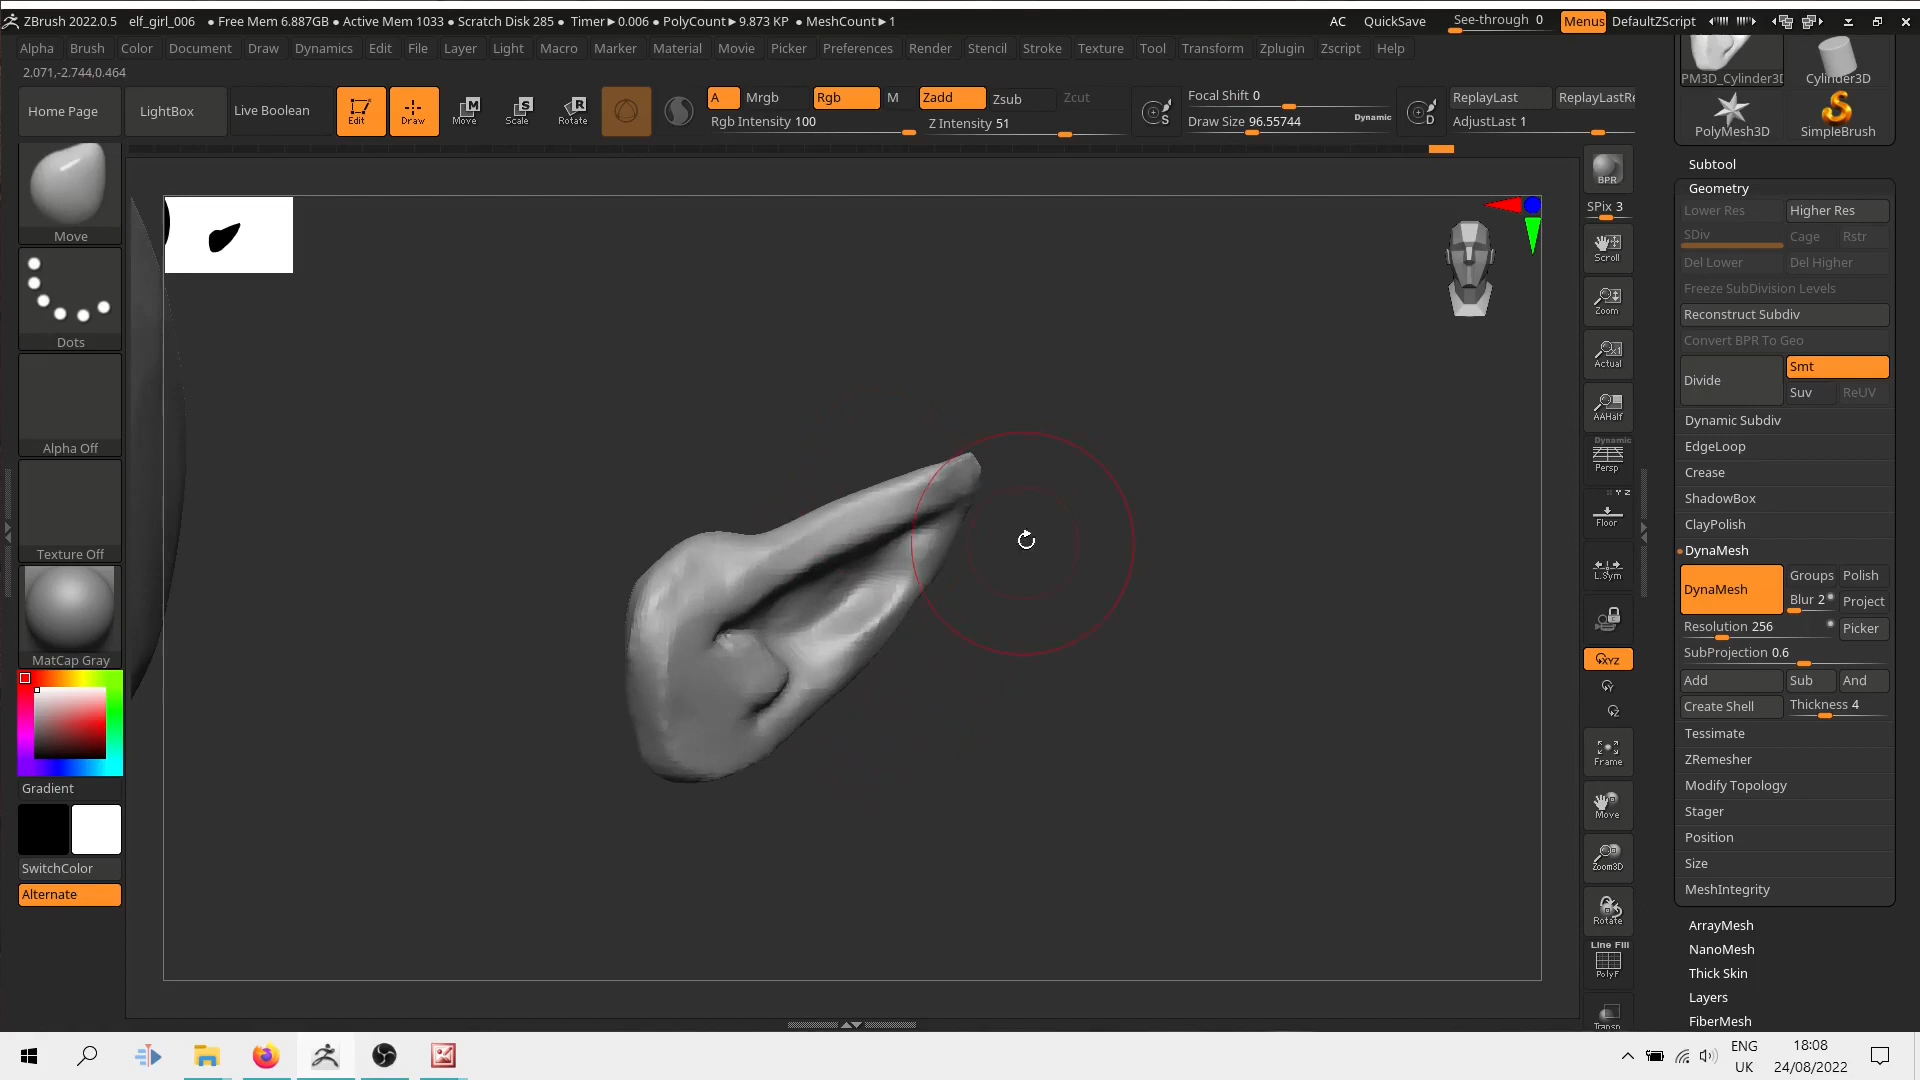 ZBrush 2022.0.5 elf_girl_006 ● Free Mem 6.887GB ● Active Mem 1033 ● Scratch Disk 285 ● Timer►0.006 ● PolyCount►9.873 KP ● MeshCount►1 AC QuickSave See-through 0 Menus DefaultZScript
Alpha Brush Color Document Draw Dynamics Edit File Layer Light Macro Marker Material Movie Picker Preferences Render Stencil Stroke Texture Tool Transform Zplugin Zscript Help
2.071,-2.744,0.464
Home Page LightBox Live Boolean Edit Draw Move Scale Rotate
A Mrgb Rgb M Zadd Zsub Zcut
Rgb Intensity 100 Z Intensity 51
Focal Shift 0
Draw Size 96.55744 Dynamic
ReplayLast ReplayLastRe
AdjustLast 1
Move
Dots
Alpha Off
Texture Off
MatCap Gray
Gradient
SwitchColor
Alternate
BPR
SPix 3
Scroll
Zoom
Actual
AAHalf
Dynamic
Persp
X Y Z
Floor
L.Sym
XYZ
Y
Z
Frame
Move
Zoom3D
Rotate
Line Fill
PolyF
Transp
PM3D_Cylinder3D Cylinder3D
PolyMesh3D SimpleBrush
Subtool
Geometry
Lower Res Higher Res
SDiv Cage Rstr
Del Lower Del Higher
Freeze SubDivision Levels
Reconstruct Subdiv
Convert BPR To Geo
Divide Smt
Suv ReUV
Dynamic Subdiv
EdgeLoop
Crease
ShadowBox
ClayPolish
DynaMesh
DynaMesh Groups Polish
Blur 2 Project
Resolution 256 Picker
SubProjection 0.6
Add Sub And
Create Shell Thickness 4
Tessimate
ZRemesher
Modify Topology
Stager
Position
Size
MeshIntegrity
ArrayMesh
NanoMesh
Thick Skin
Layers
FiberMesh
ENG
UK
18:08
24/08/2022